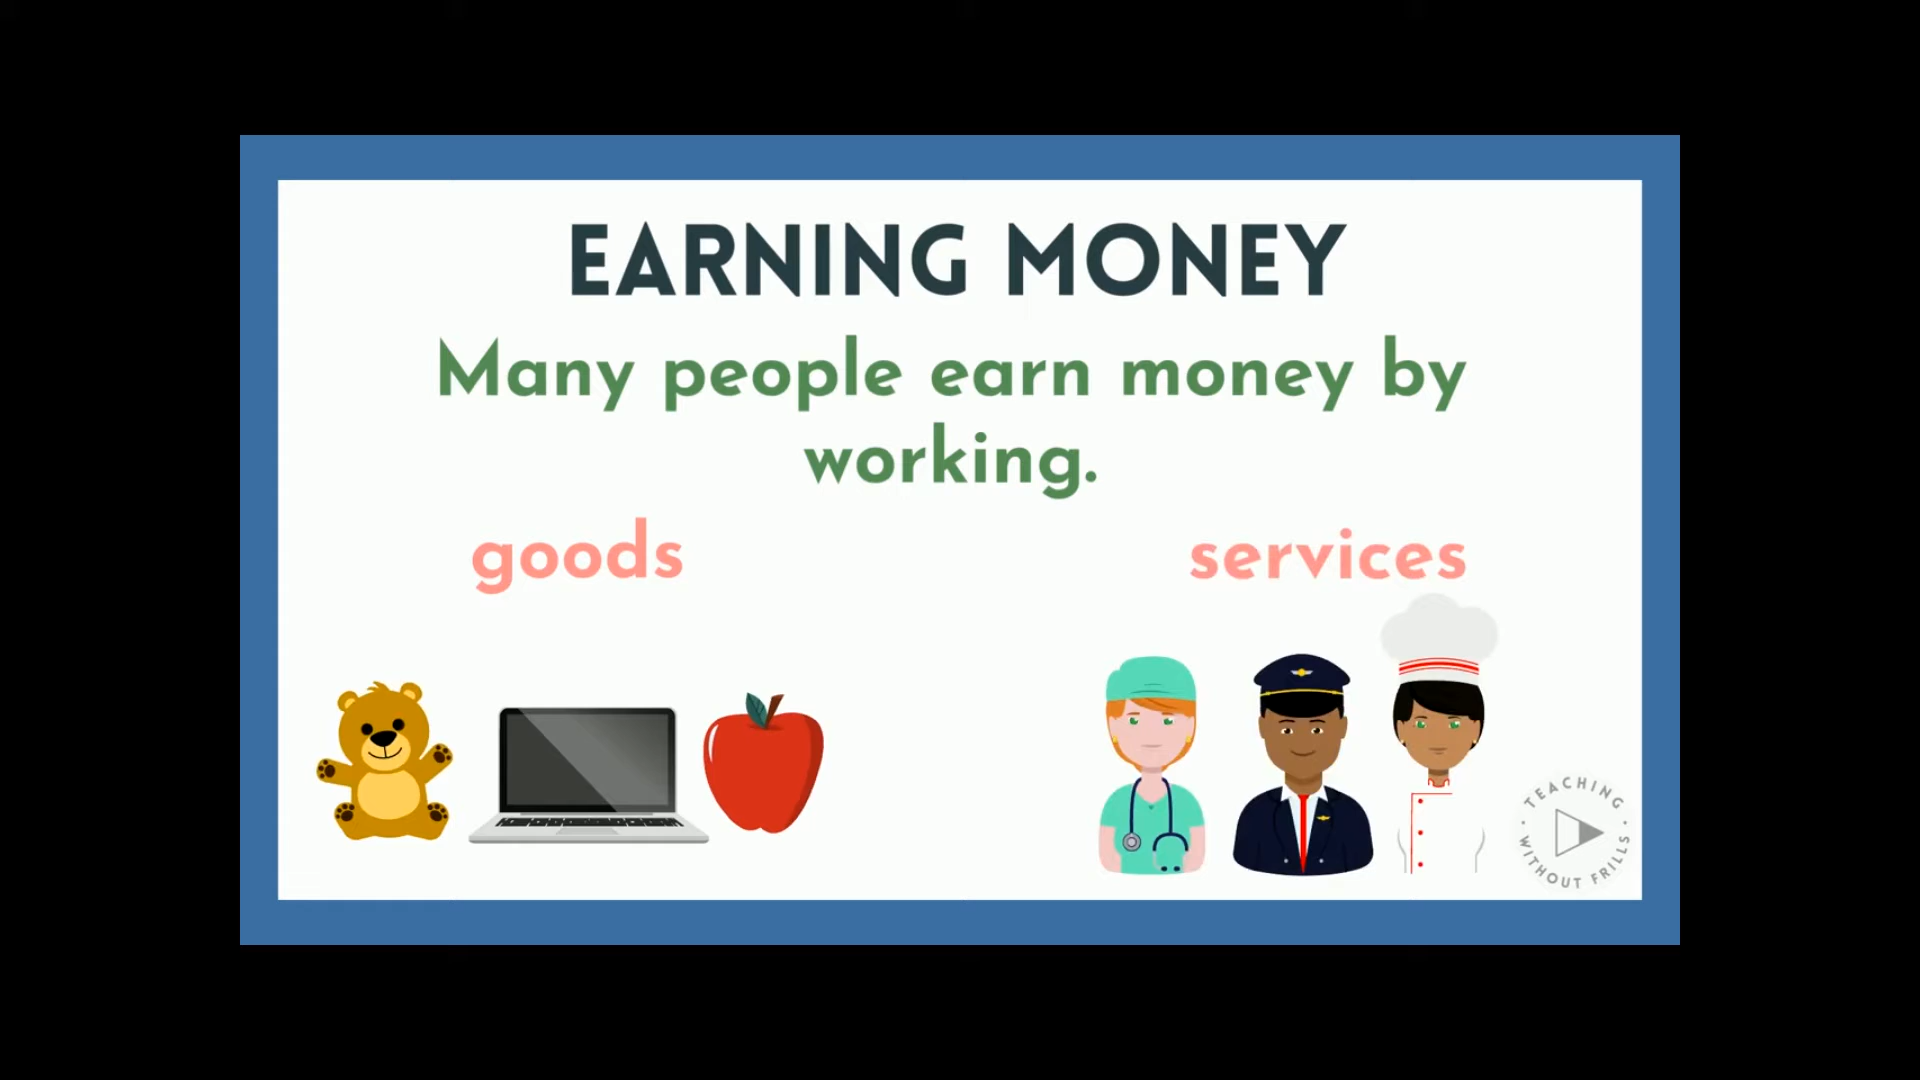 EARNING MONEY
Many people earn money by
working.
goods
services
TEACHING
WITHOUT FRILLS